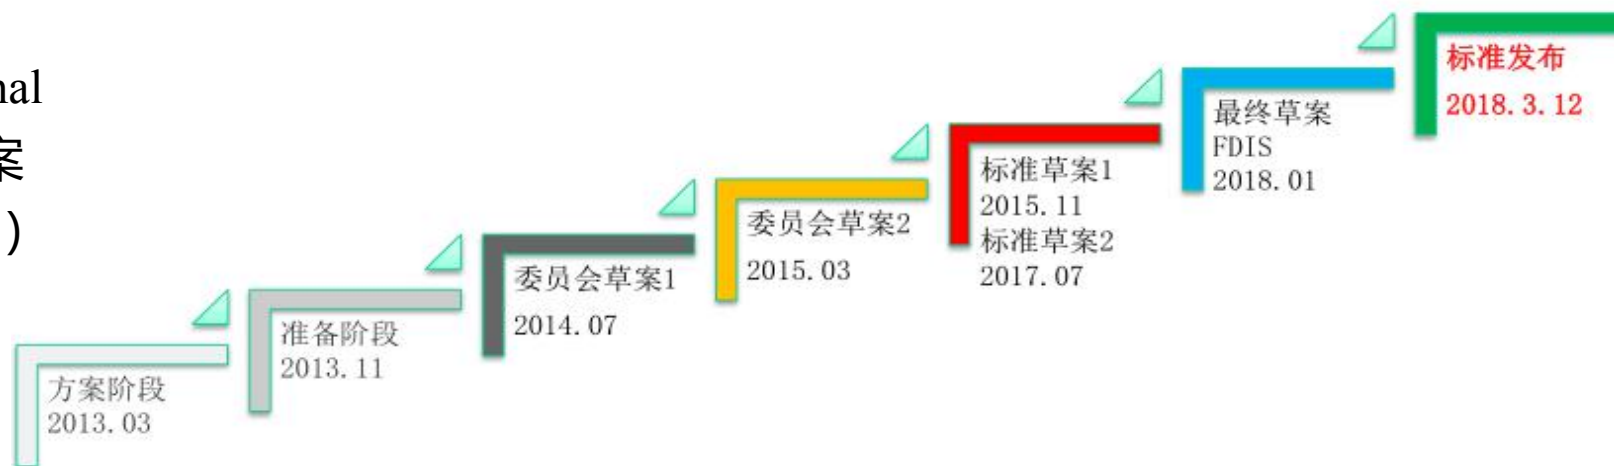 nal
案
)
方案阶段
2013.03
准备阶段
2013.11
委员会草案1
2014.07
委员会草案2
2015.03
标准草案1
2015.11
标准草案2
2017.07
最终草案
FDIS
2018.01
标准发布
2018.3.12